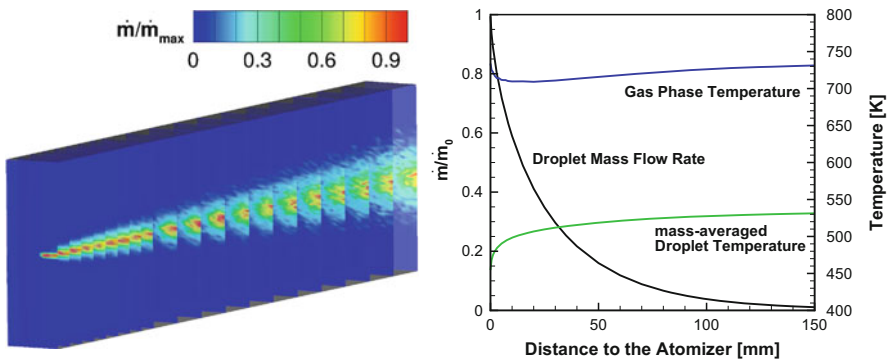 ṁ/ṁmax
0 0.3 0.6 0.9
ṁ/ṁ0
1
0.8
0.6
0.4
0.2
0
Gas Phase Temperature
Droplet Mass Flow Rate
mass-averaged
Droplet Temperature
800
750
700
650
600
550
500
450
400
Temperature [K]
0 50 100 150
Distance to the Atomizer [mm]